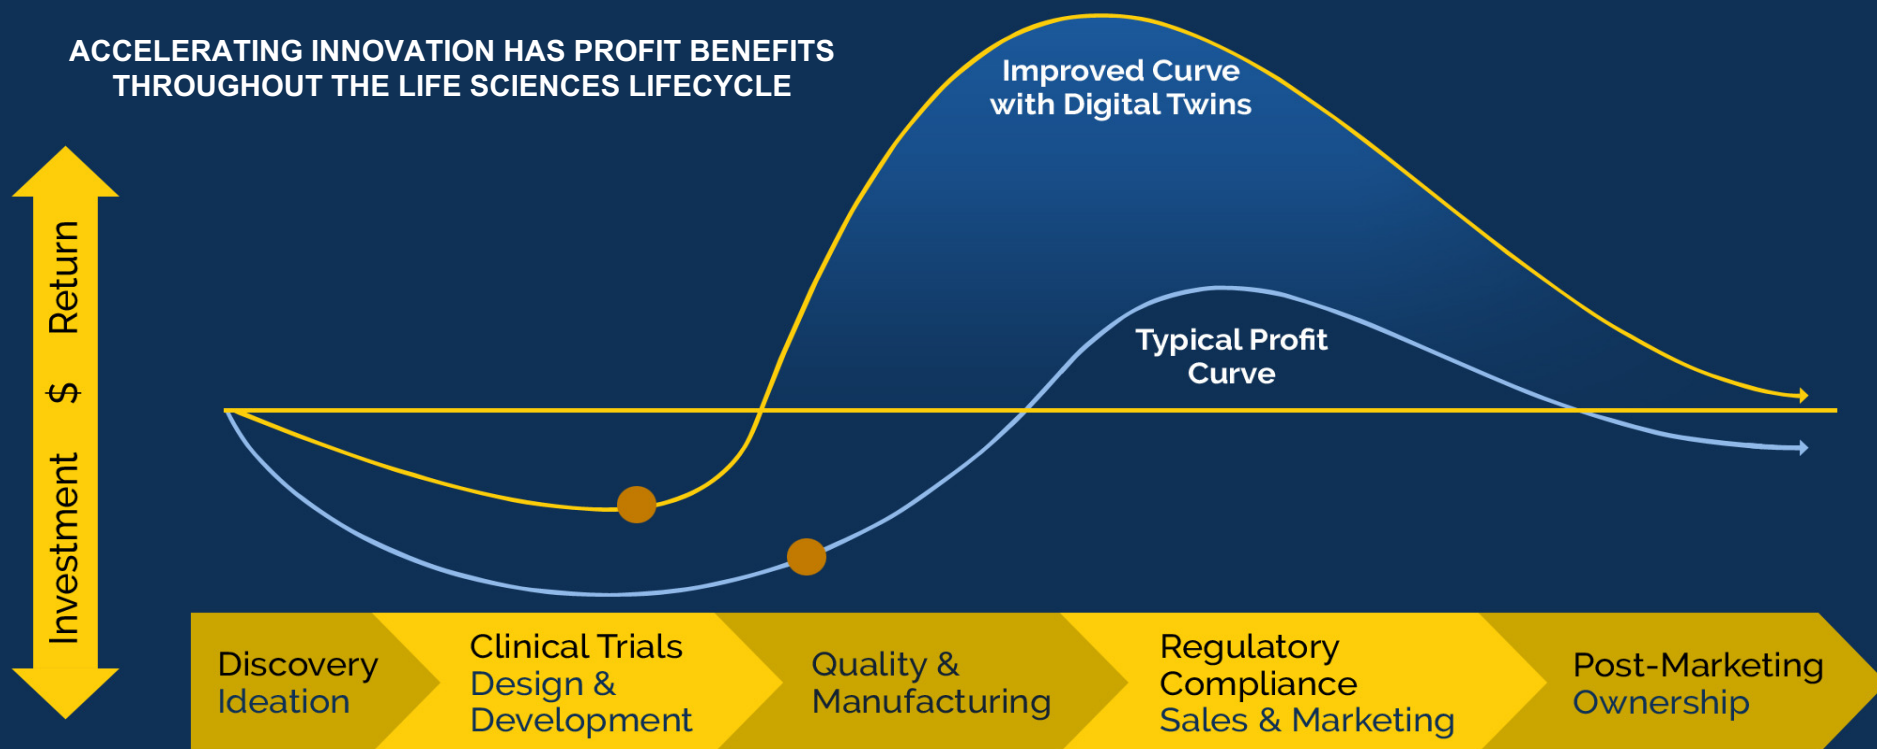 ACCELERATING INNOVATION HAS PROFIT BENEFITS
THROUGHOUT THE LIFE SCIENCES LIFECYCLE
Improved Curve
with Digital Twins
Investment $ Return
Typical Profit
Curve
Discovery
Ideation
Clinical Trials
Design &
Development
Quality &
Manufacturing
Regulatory
Compliance
Sales & Marketing
Post-Marketing
Ownership